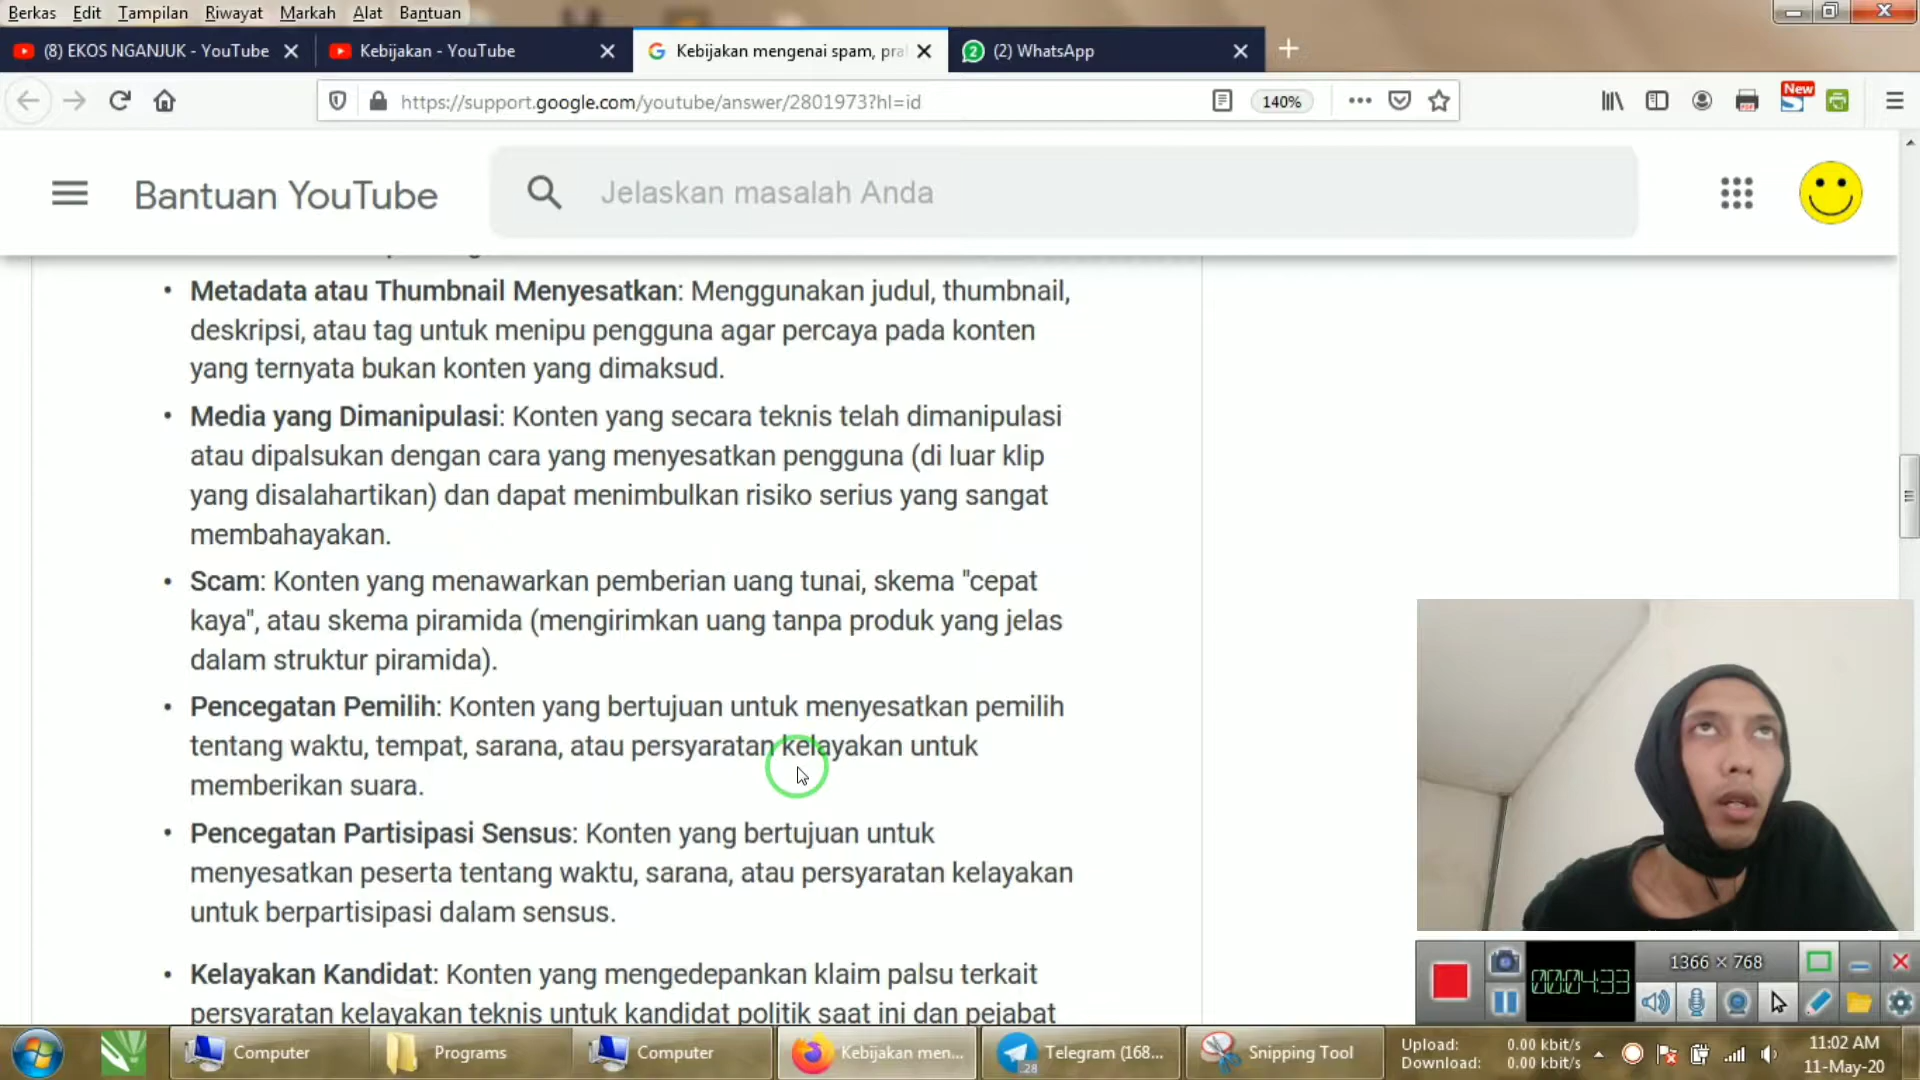 Berkas Edit Tampilan Riwayat Markah Alat Bantuan
(8) EKOS NGANJUK - YouTube
Kebijakan - YouTube
Kebijakan mengenai spam, pra
2 (2) WhatsApp
https://support.google.com/youtube/answer/2801973?hl=id
140%
New
Bantuan YouTube
Jelaskan masalah Anda
• Metadata atau Thumbnail Menyesatkan: Menggunakan judul, thumbnail,
deskripsi, atau tag untuk menipu pengguna agar percaya pada konten
yang ternyata bukan konten yang dimaksud.
• Media yang Dimanipulasi: Konten yang secara teknis telah dimanipulasi
atau dipalsukan dengan cara yang menyesatkan pengguna (di luar klip
yang disalahartikan) dan dapat menimbulkan risiko serius yang sangat
membahayakan.
• Scam: Konten yang menawarkan pemberian uang tunai, skema "cepat
kaya", atau skema piramida (mengirimkan uang tanpa produk yang jelas
dalam struktur piramida).
• Pencegatan Pemilih: Konten yang bertujuan untuk menyesatkan pemilih
tentang waktu, tempat, sarana, atau persyaratan kelayakan untuk
memberikan suara.
• Pencegatan Partisipasi Sensus: Konten yang bertujuan untuk
menyesatkan peserta tentang waktu, sarana, atau persyaratan kelayakan
untuk berpartisipasi dalam sensus.
• Kelayakan Kandidat: Konten yang mengedepankan klaim palsu terkait
persyaratan kelayakan teknis untuk kandidat politik saat ini dan pejabat
00:04:33
1366 × 768
Computer
Programs
Computer
Kebijakan men...
Telegram (168...
.28
Snipping Tool
Upload: 0.00 kbit/s
Download: 0.00 kbit/s
11:02 AM
11-May-20